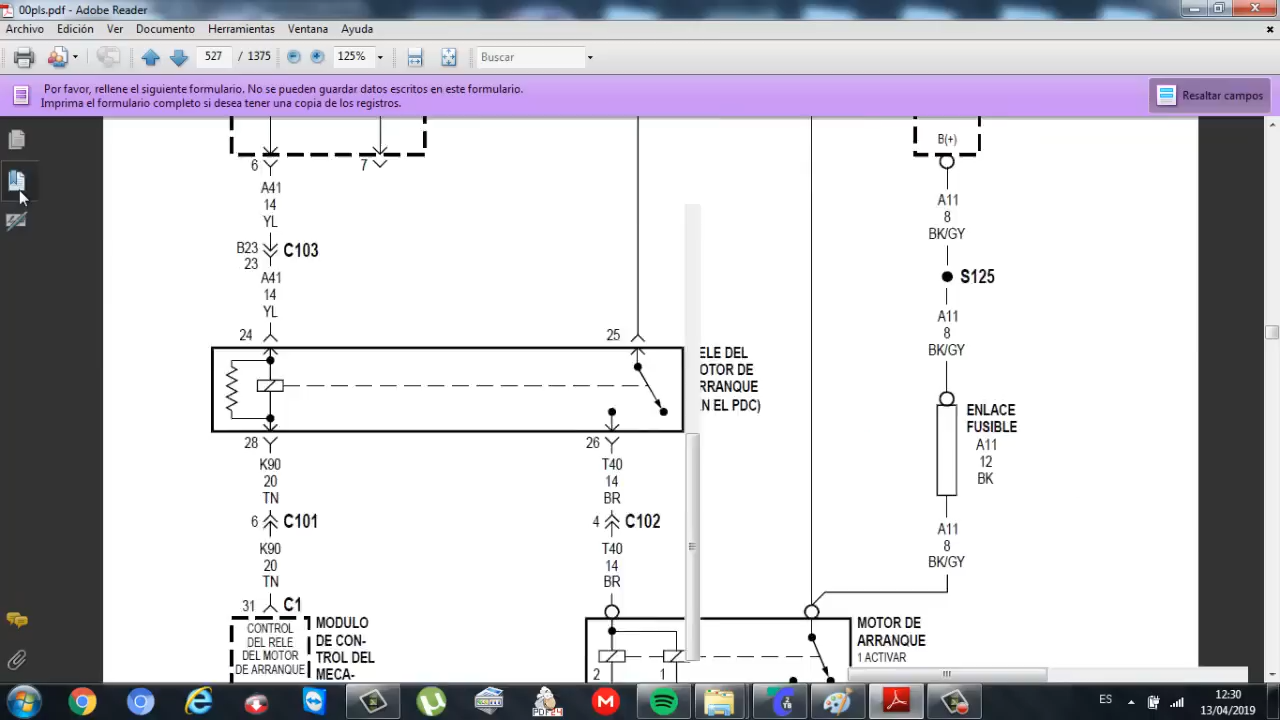 00pls.pdf - Adobe Reader
Archivo Edición Ver Documento Herramientas Ventana Ayuda
527 / 1375 125% Buscar
Por favor, rellene el siguiente formulario. No se pueden guardar datos escritos en este formulario.
Imprima el formulario completo si desea tener una copia de los registros.
Resaltar campos
B(+)
6 7
A41
14
YL
A11
8
BK/GY
B23
23
C103
S125
A41
14
YL
A11
8
BK/GY
24 25
ELE DEL
OTOR DE
RRANQUE
N EL PDC)
ENLACE
FUSIBLE
A11
12
BK
28 26
K90
20
TN
T40
14
BR
6 C101
4 C102
A11
8
BK/GY
K90
20
TN
T40
14
BR
31 C1
CONTROL
DEL RELE
DEL MOTOR
DE ARRANQUE
MODULO
DE CON-
TROL DEL
MECA-
2 1
MOTOR DE
ARRANQUE
1 ACTIVAR
PDF24
ES
12:30
13/04/2019